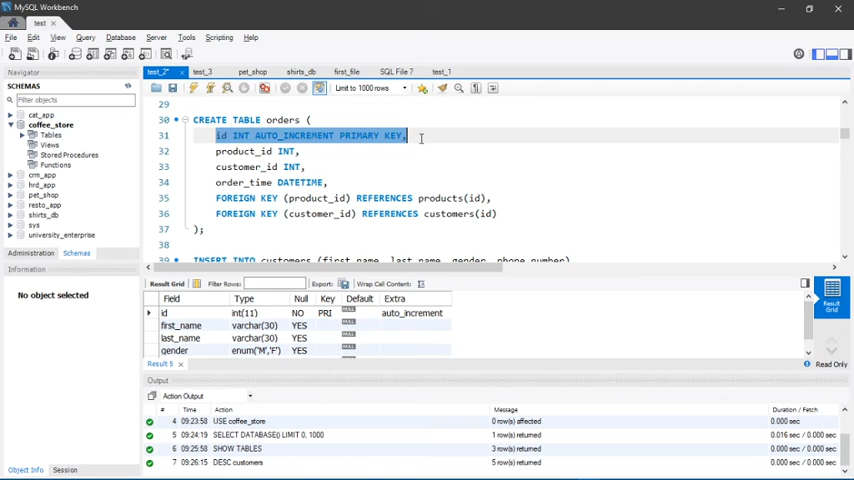 MySQL Workbench
test
File Edit View Query Database Server Tools Scripting Help
Navigator
SCHEMAS
Filter objects
cat_app
coffee_store
Tables
Views
Stored Procedures
Functions
crm_app
hrd_app
pet_shop
resto_app
shirts_db
sys
university_enterprise
Administration Schemas
Information
No object selected
Object Info Session
test_2* test_3 pet_shop shirts_db first_file SQL File 7 test_1
Limit to 1000 rows
29
30 CREATE TABLE orders (
31 id INT AUTO_INCREMENT PRIMARY KEY,
32 product_id INT,
33 customer_id INT,
34 order_time DATETIME,
35 FOREIGN KEY (product_id) REFERENCES products(id),
36 FOREIGN KEY (customer_id) REFERENCES customers(id)
37 );
38
39 INSERT INTO customers (first_name, last_name, gender, phone_number)
Result Grid Filter Rows: Export: Wrap Cell Content:
Field Type Null Key Default Extra
id int(11) NO PRI NULL auto_increment
first_name varchar(30) YES NULL
last_name varchar(30) YES NULL
gender enum('M','F') YES NULL
Result Grid
Result 5 Read Only
Output
Action Output
# Time Action Message Duration / Fetch
4 09:23:58 USE coffee_store 0 row(s) affected 0.000 sec
5 09:24:19 SELECT DATABASE() LIMIT 0, 1000 1 row(s) returned 0.016 sec / 0.000 sec
6 09:25:58 SHOW TABLES 3 row(s) returned 0.000 sec / 0.000 sec
7 09:26:15 DESC customers 5 row(s) returned 0.000 sec / 0.000 sec